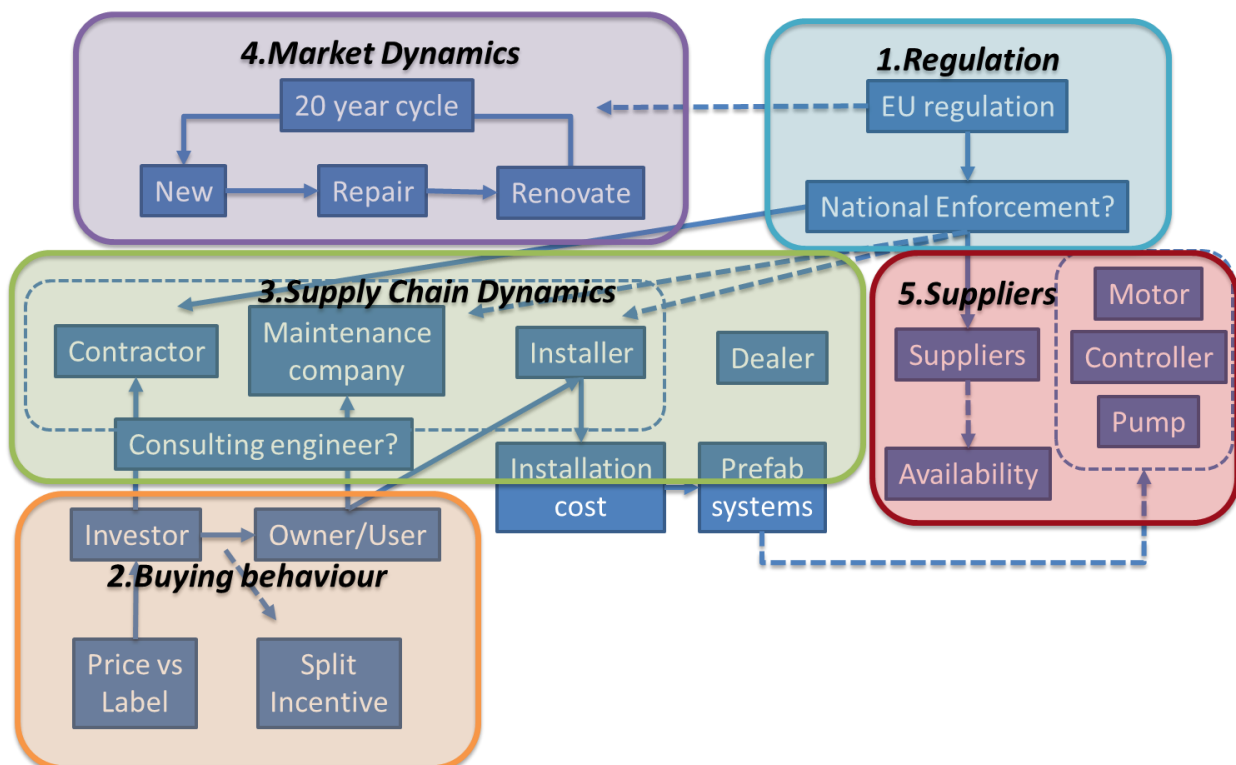 4.Market Dynamics
20 year cycle
New
Repair
Renovate
1.Regulation
EU regulation
National Enforcement?
3.Supply Chain Dynamics
Contractor
Maintenance
company
Installer
Dealer
Consulting engineer?
Installation
cost
Prefab
systems
5.Suppliers
Suppliers
Availability
Motor
Controller
Pump
Investor
Owner/User
2.Buying behaviour
Price vs
Label
Split
Incentive